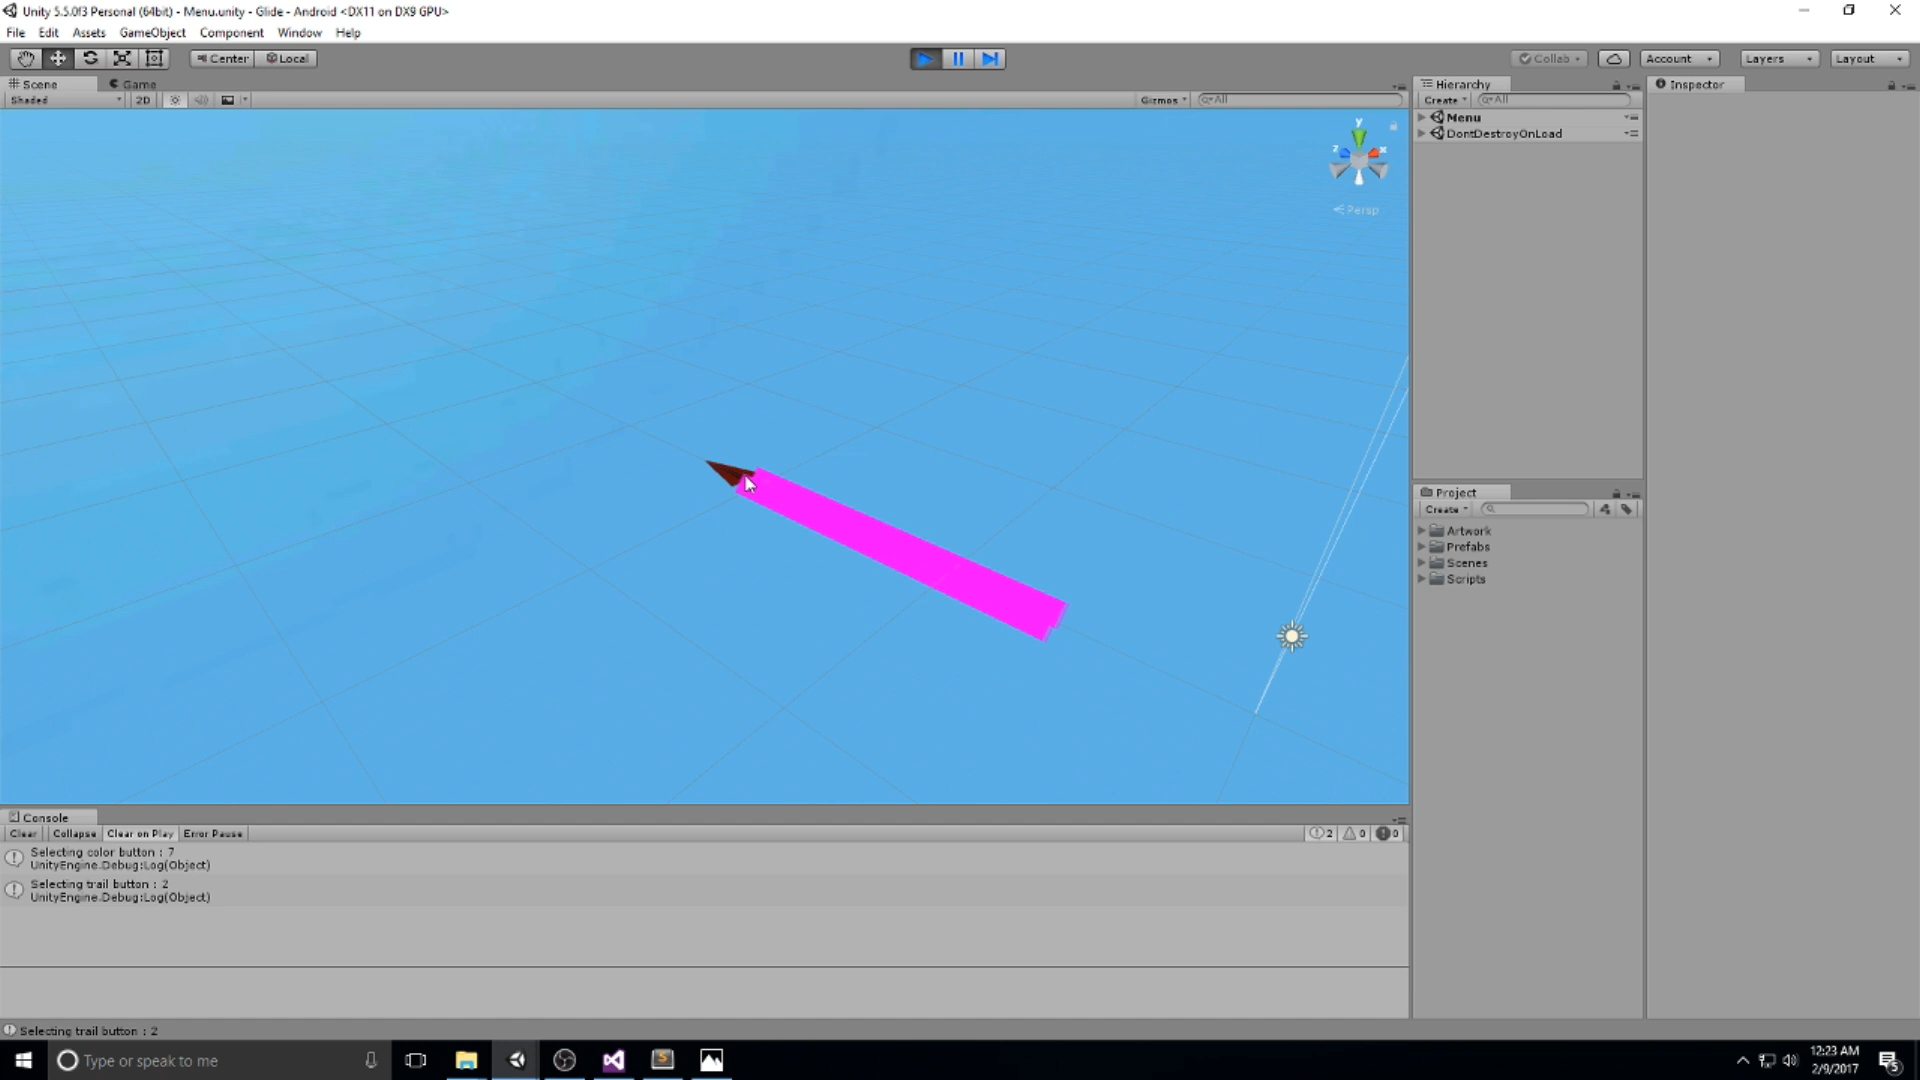 Unity 5.5.0f3 Personal (64bit) - Menu.unity - Glide - Android <DX11 on DX9 GPU>
File Edit Assets GameObject Component Window Help
Center Local Collab Account Layers Layout
Scene Game Hierarchy Inspector
Shaded 2D Gizmos All Create All
Menu
DontDestroyOnLoad
y
z x
Persp
Project
Create
Artwork
Prefabs
Scenes
Scripts
Console
Clear Collapse Clear on Play Error Pause 2 0 0
Selecting color button : 7
UnityEngine.Debug:Log(Object)
Selecting trail button : 2
UnityEngine.Debug:Log(Object)
Selecting trail button : 2
Type or speak to me
12:23 AM
2/9/2017
5